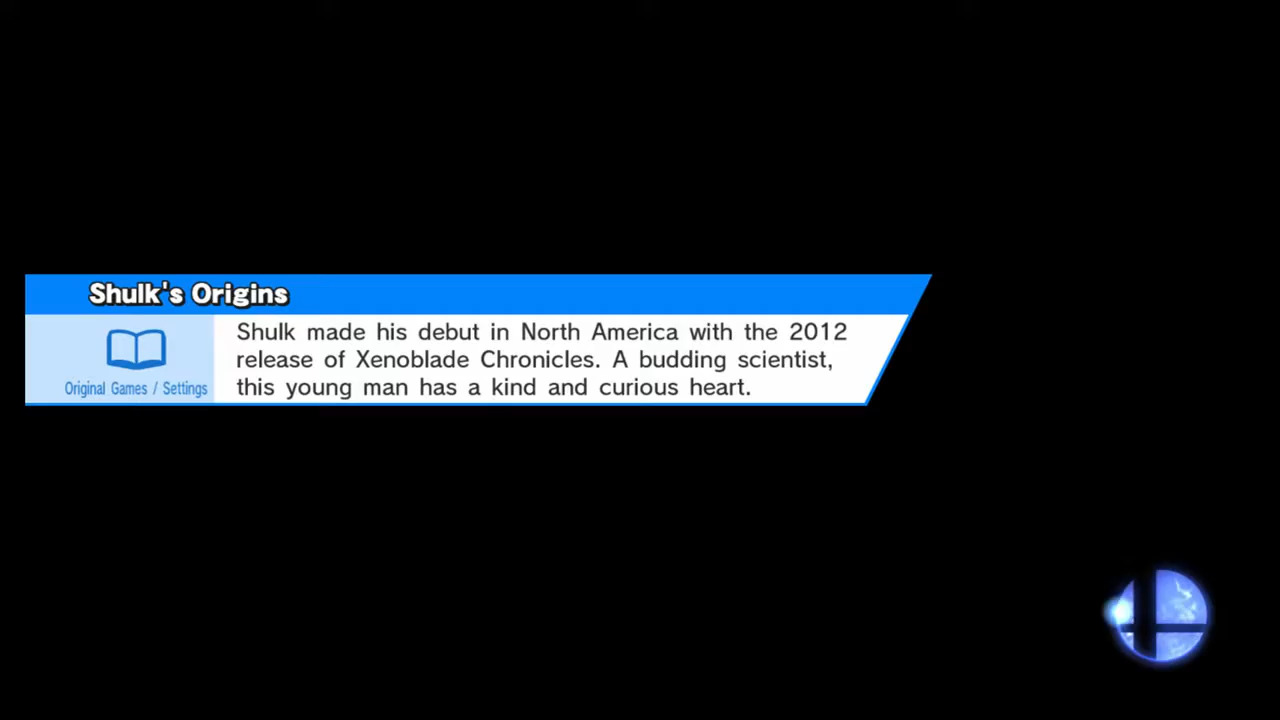 Shulk's Origins
Original Games / Settings
Shulk made his debut in North America with the 2012
release of Xenoblade Chronicles. A budding scientist,
this young man has a kind and curious heart.